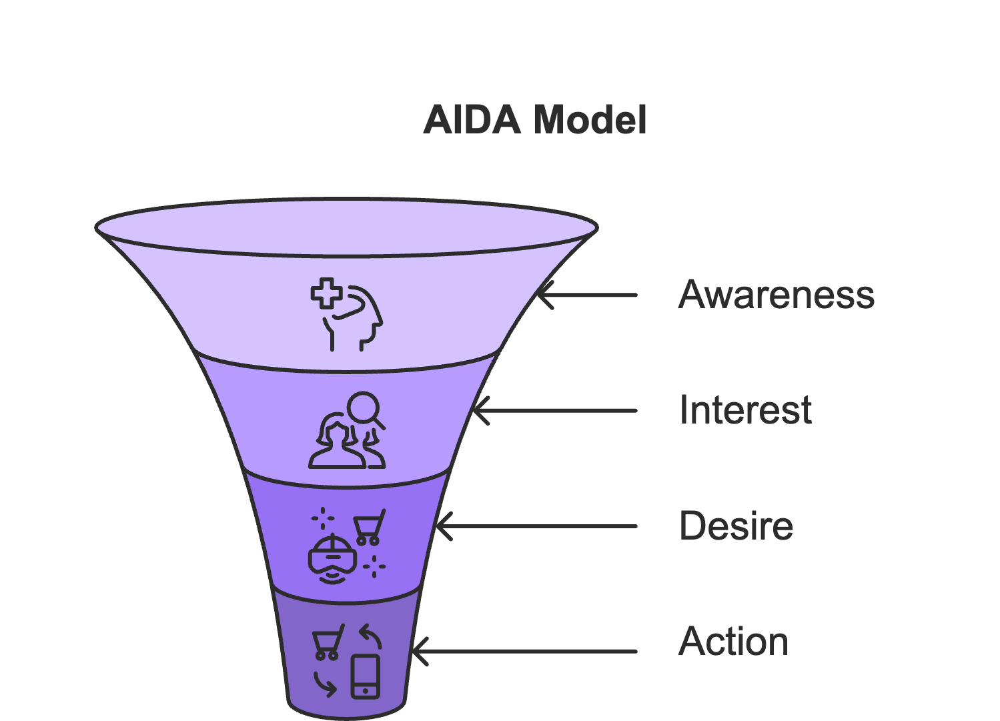 AIDA Model
Awareness
Interest
Desire
Action